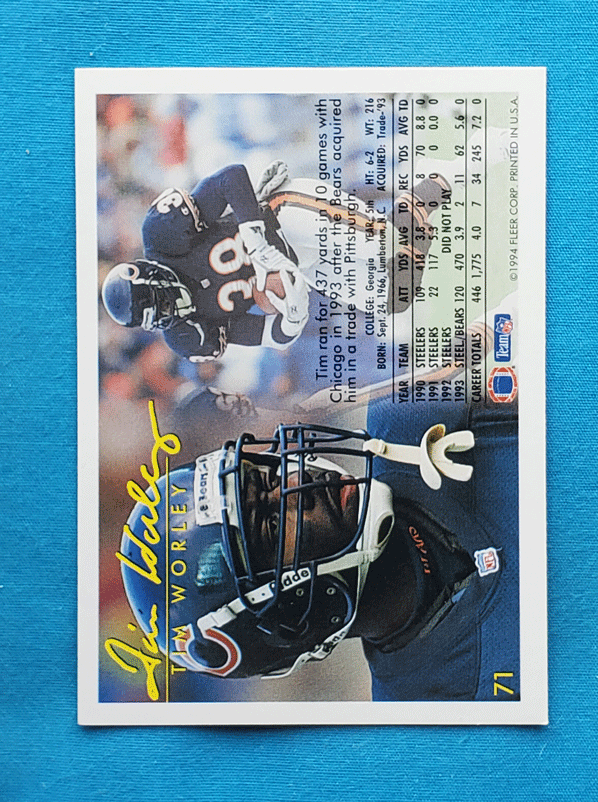 Tim Worley
TIM WORLEY
38
Tim ran for 437 yards in 10 games with
Chicago in 1993 after the Bears acquired
him in a trade with Pittsburgh.
COLLEGE: Georgia YEAR: 5th HT: 6-2 WT: 216
BORN: Sept. 24, 1966, Lumberton, N.C. ACQUIRED: Trade-'93
YEAR TEAM ATT YDS AVG TD REC YDS AVG TD
1990 STEELERS 109 418 3.8 0 8 70 8.8 0
1991 STEELERS 22 117 5.3 0 0 0 0.0 0
1992 STEELERS DID NOT PLAY
1993 STEEL/BEARS 120 470 3.9 2 11 62 5.6 0
CAREER TOTALS 446 1,775 4.0 7 34 245 7.2 0
Team NFL
©1994 FLEER CORP. PRINTED IN U.S.A.
NFL
71